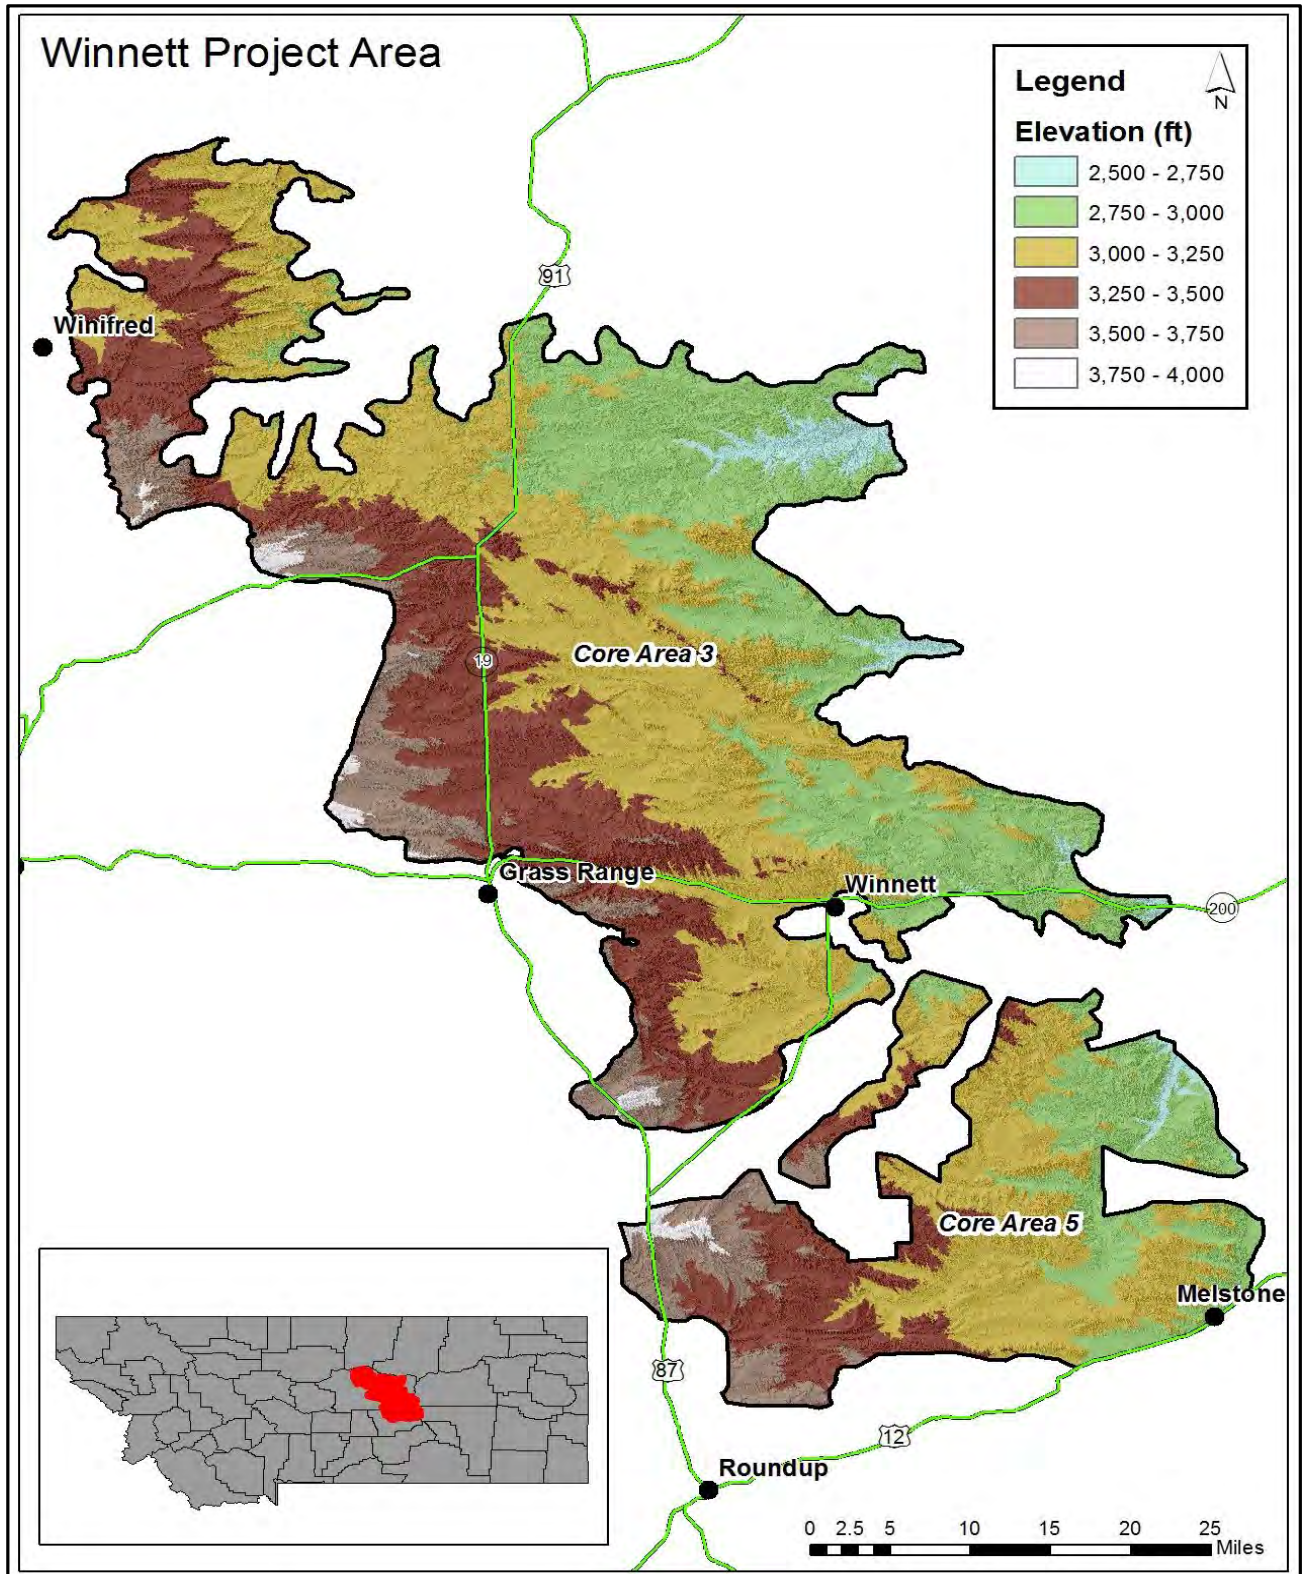 Winnett Project Area
Legend
N
Elevation (ft)
2,500 - 2,750
2,750 - 3,000
3,000 - 3,250
3,250 - 3,500
3,500 - 3,750
3,750 - 4,000
91
Winifred
Core Area 3
19
Grass Range
Winnett
200
Core Area 5
Melstone
87
12
Roundup
0 2.5 5 10 15 20 25
Miles